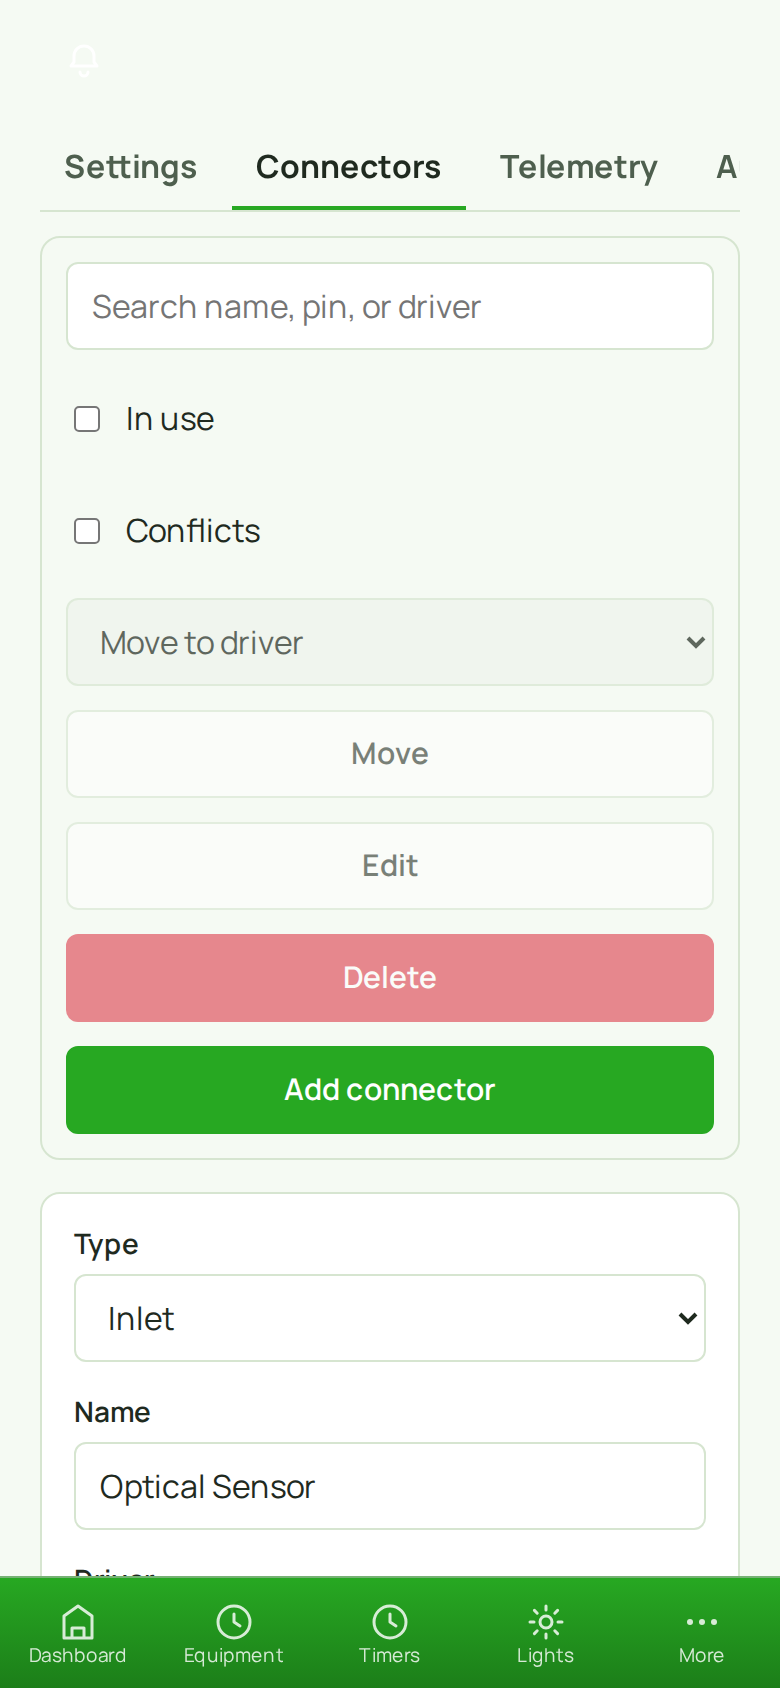 Settings
Connectors
Telemetry
Search name, pin, or driver
In use
Conflicts
Move to driver
Move
Edit
Delete
Add connector
Type
Inlet
Name
Optical Sensor
Driver
Dashboard
Equipment
Timers
Lights
More